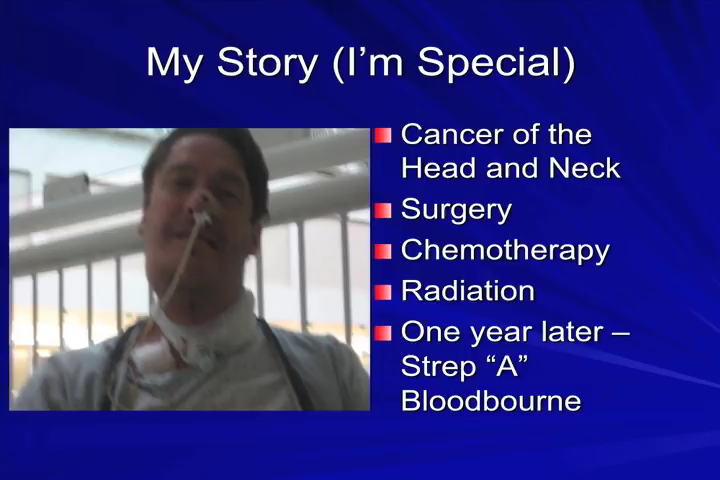 My Story (I’m Special)
Cancer of the
Head and Neck
Surgery
Chemotherapy
Radiation
One year later –
Strep “A”
Bloodbourne